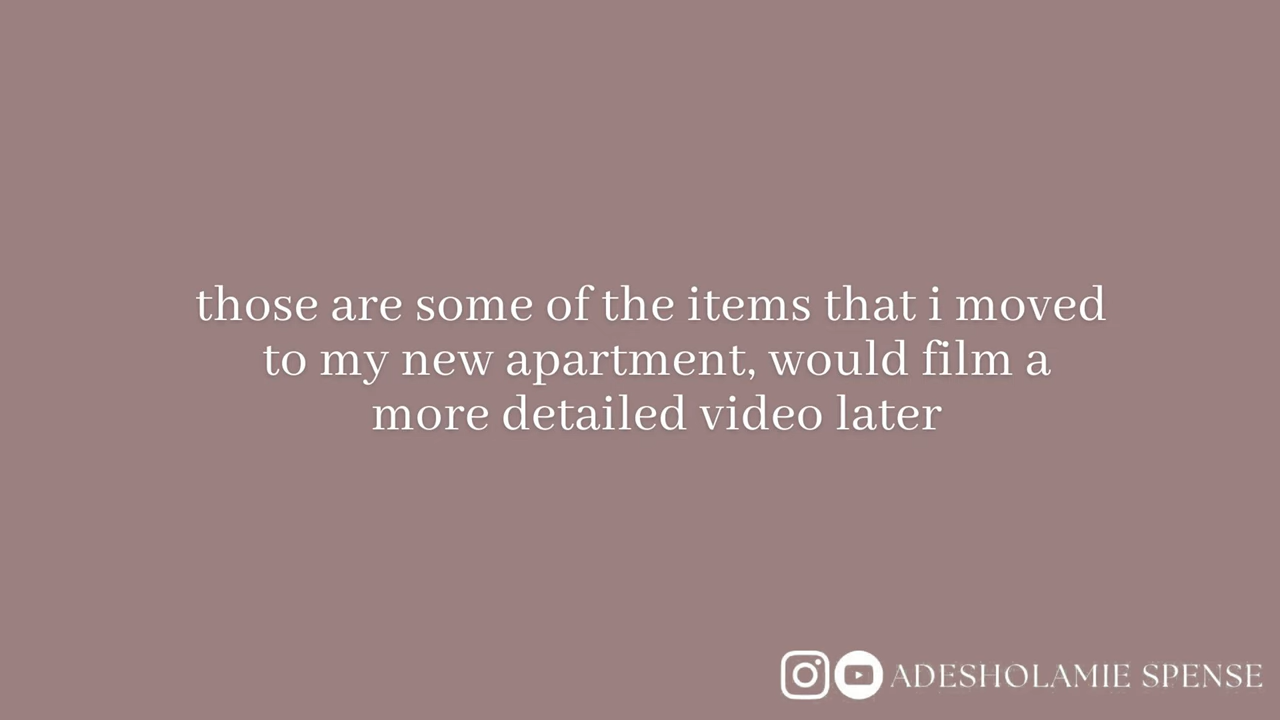 those are some of the items that i moved
to my new apartment, would film a
more detailed video later
ADESHOLAMIE SPENSE